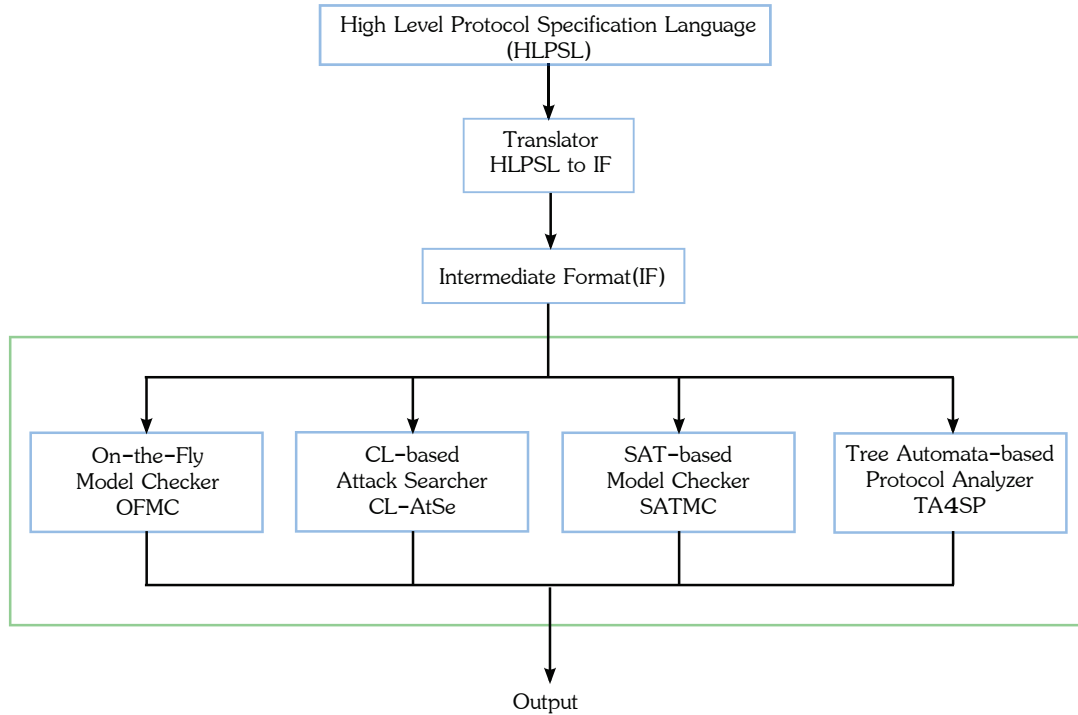 High Level Protocol Specification Language
(HLPSL)
Translator
HLPSL to IF
Intermediate Format(IF)
On-the-Fly
Model Checker
OFMC
CL-based
Attack Searcher
CL-AtSe
SAT-based
Model Checker
SATMC
Tree Automata-based
Protocol Analyzer
TA4SP
Output